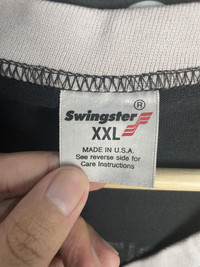 ®
Swingster
XXL
MADE IN U.S.A.
See reverse side for
Care Instructions